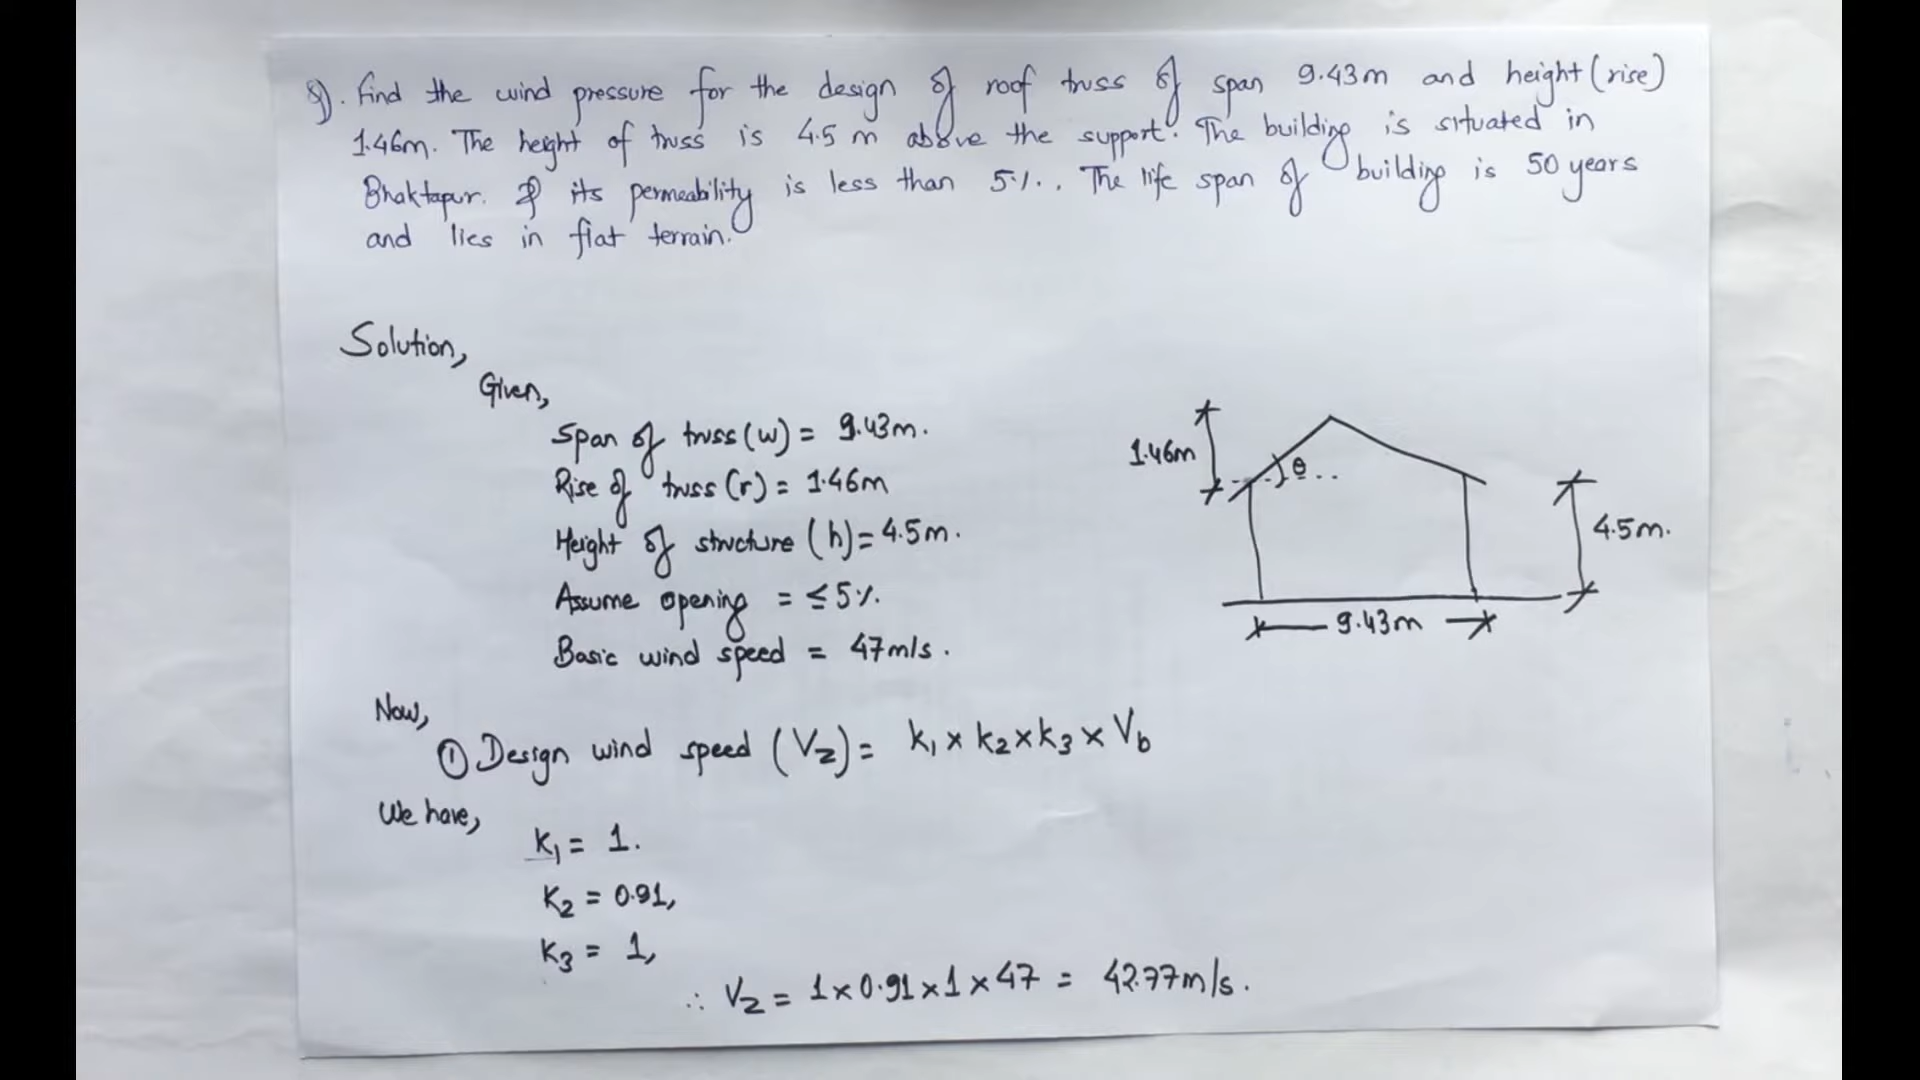 Q). Find the wind pressure for the design of roof truss of span 9.43m and height (rise)
1.46m. The height of truss is 4.5 m above the support. The building is situated in
Bhaktapur. & its permeability is less than 5%. The life span of building is 50 years
and lies in flat terrain.
Solution,
Given,
Span of truss (w) = 9.43m.
Rise of truss (r) = 1.46m
Height of structure (h) = 4.5m.
Assume opening = ≤ 5%.
Basic wind speed = 47m/s.
1.46m
θ
4.5m.
9.43m
Now,
① Design wind speed (Vz) = k₁ x k₂ x k₃ x Vb
We have,
K₁ = 1.
K₂ = 0.91,
K₃ = 1,
∴ Vz = 1 x 0.91 x 1 x 47 = 42.77m/s.